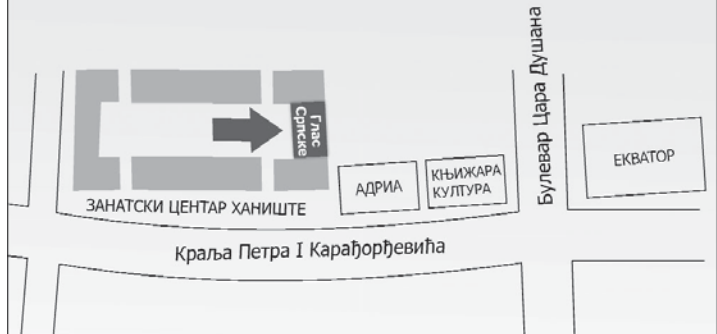 Глас
Српске
ЗАНАТСКИ ЦЕНТАР ХАНИШТЕ
АДРИА
КЊИЖАРА
КУЛТУРА
Булевар Цара Душана
ЕКВАТОР
Краља Петра I Карађорђевића